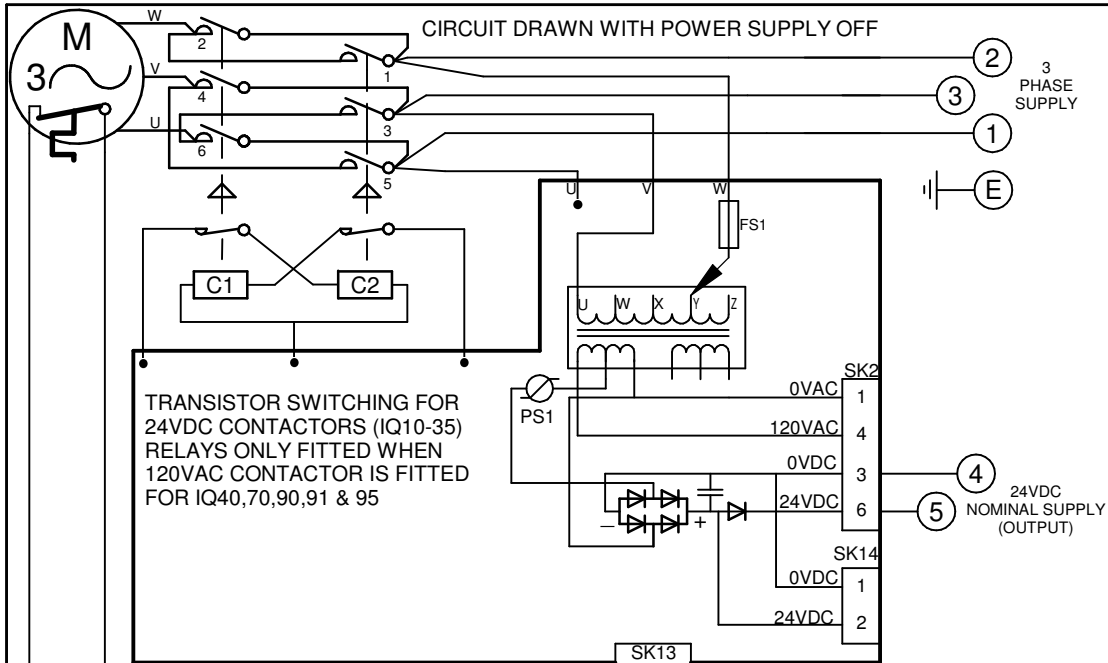 CIRCUIT DRAWN WITH POWER SUPPLY OFF
M
3
W
V
U
2
4
6
1
3
5
2
3
1
3
PHASE
SUPPLY
E
U
V
W
FS1
C1
C2
U
W
X
Y
Z
PS1
TRANSISTOR SWITCHING FOR
24VDC CONTACTORS (IQ10-35)
RELAYS ONLY FITTED WHEN
120VAC CONTACTOR IS FITTED
FOR IQ40,70,90,91 & 95
SK2
0VAC
1
120VAC
4
0VDC
3
24VDC
6
4
5
24VDC
NOMINAL SUPPLY
(OUTPUT)
–
+
SK14
0VDC
1
24VDC
2
SK13